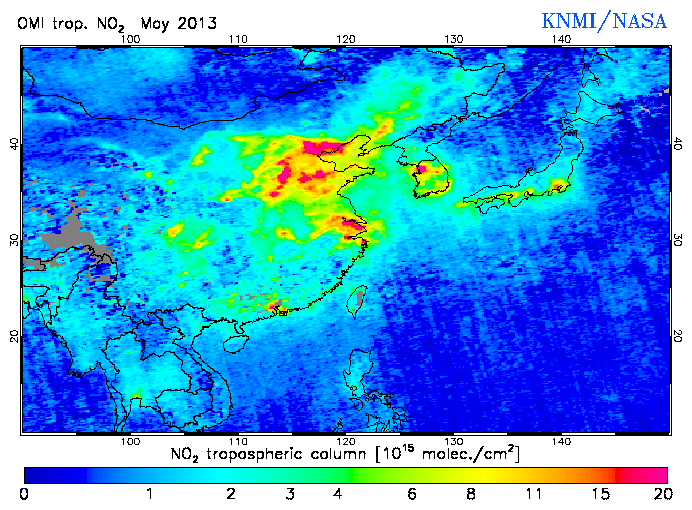 OMI trop. NO2 May 2013
KNMI/NASA
100 110 120 130 140
40 40
30 30
20 20
100 110 120 130 140
NO2 tropospheric column [10^15 molec./cm^2]
0 1 2 3 4 6 8 11 15 20